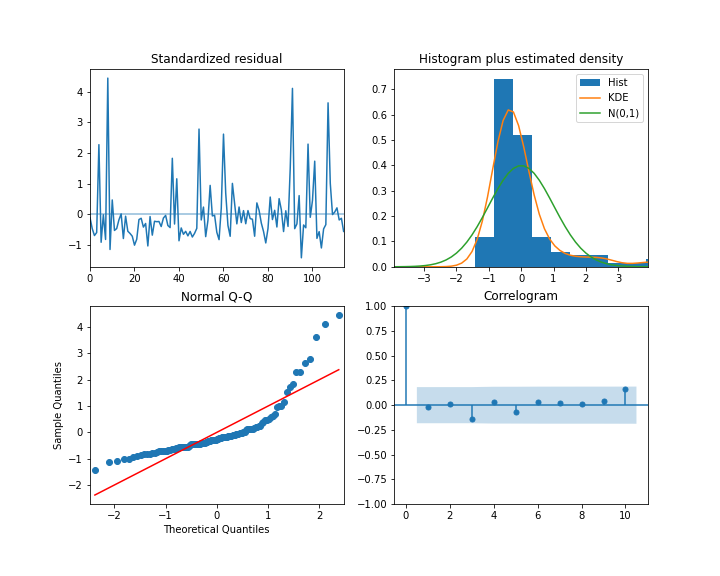 Standardized residual
4
3
2
1
0
−1
0 20 40 60 80 100
Histogram plus estimated density
Hist
KDE
N(0,1)
0.7
0.6
0.5
0.4
0.3
0.2
0.1
0.0
−3 −2 −1 0 1 2 3
Normal Q-Q
Sample Quantiles
4
3
2
1
0
−1
−2
−2 −1 0 1 2
Theoretical Quantiles
Correlogram
1.00
0.75
0.50
0.25
0.00
−0.25
−0.50
−0.75
−1.00
0 2 4 6 8 10